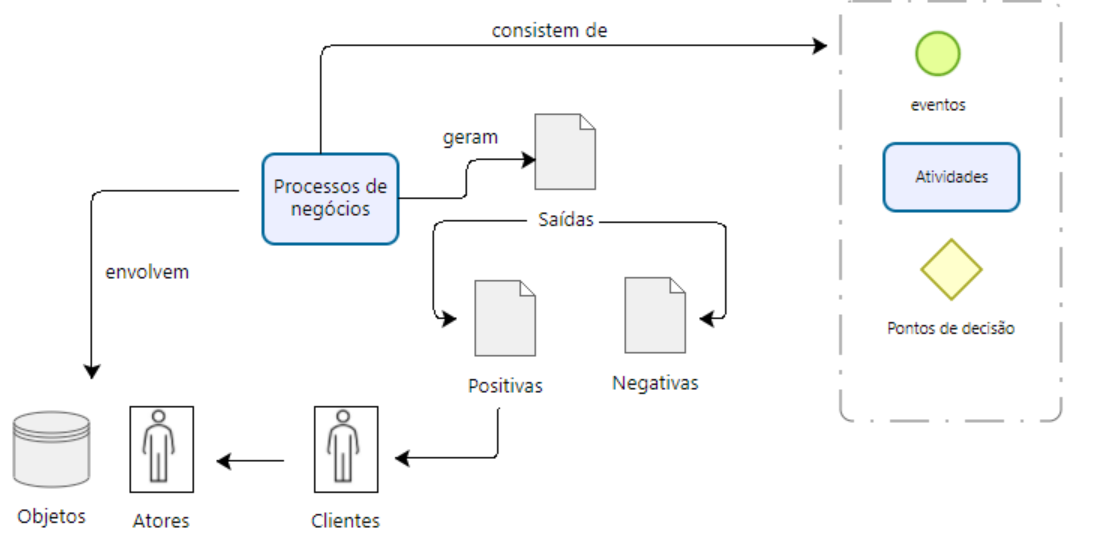 consistem de
eventos
geram
Processos de
negócios
Atividades
Saídas
envolvem
Pontos de decisão
Positivas
Negativas
Objetos
Atores
Clientes